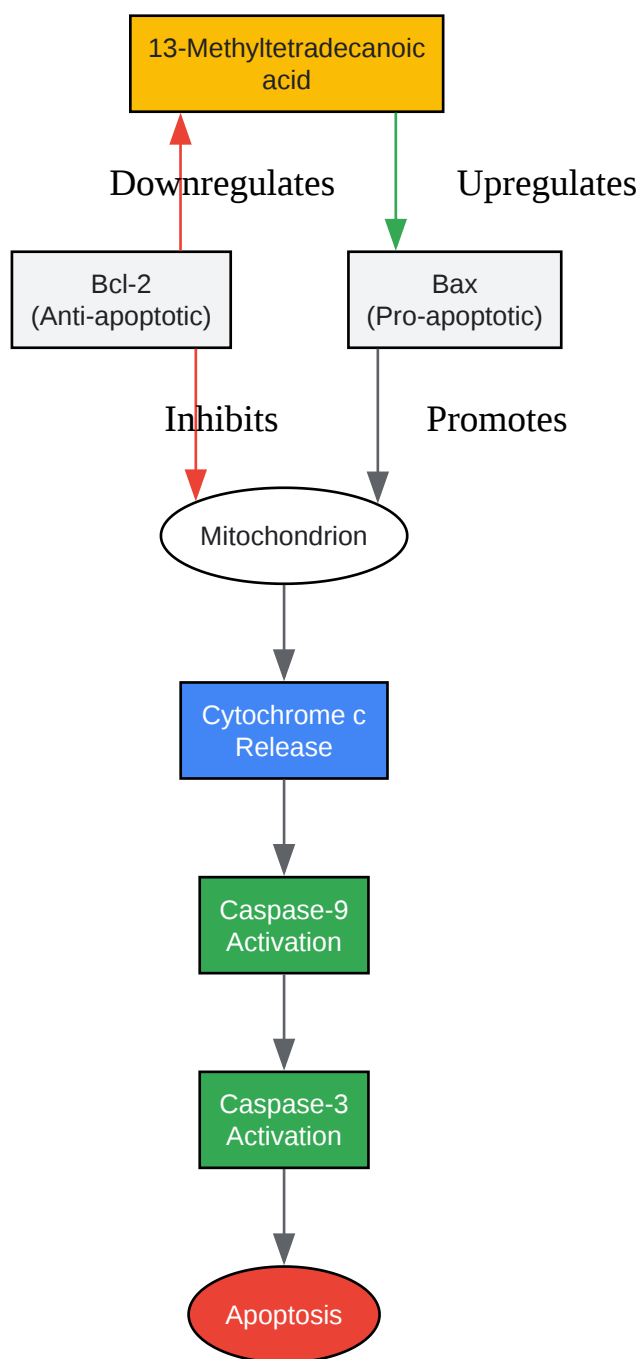 13-Methyltetradecanoic
acid
Downregulates
Upregulates
Bcl-2
(Anti-apoptotic)
Bax
(Pro-apoptotic)
Inhibits
Promotes
Mitochondrion
Cytochrome c
Release
Caspase-9
Activation
Caspase-3
Activation
Apoptosis